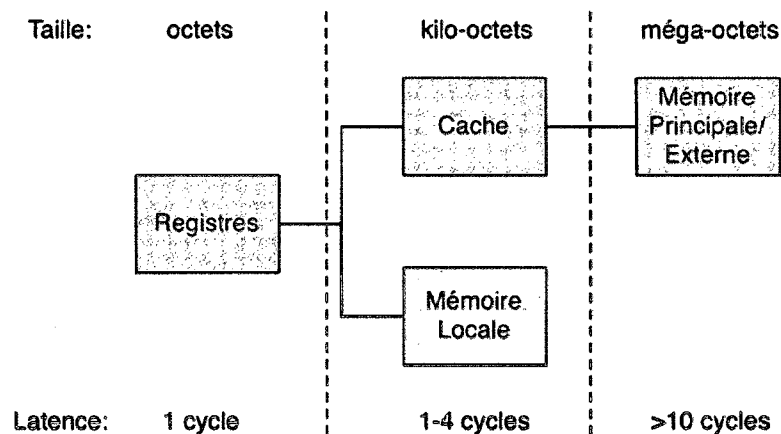 Taille: octets kilo-octets méga-octets
Cache
Mémoire
Principale/
Externe
Registres
Mémoire
Locale
Latence: 1 cycle 1-4 cycles >10 cycles